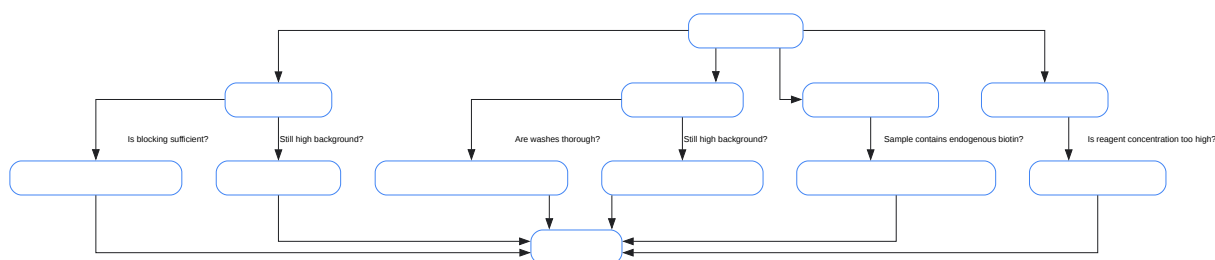 Is blocking sufficient?
Still high background?
Are washes thorough?
Still high background?
Sample contains endogenous biotin?
Is reagent concentration too high?